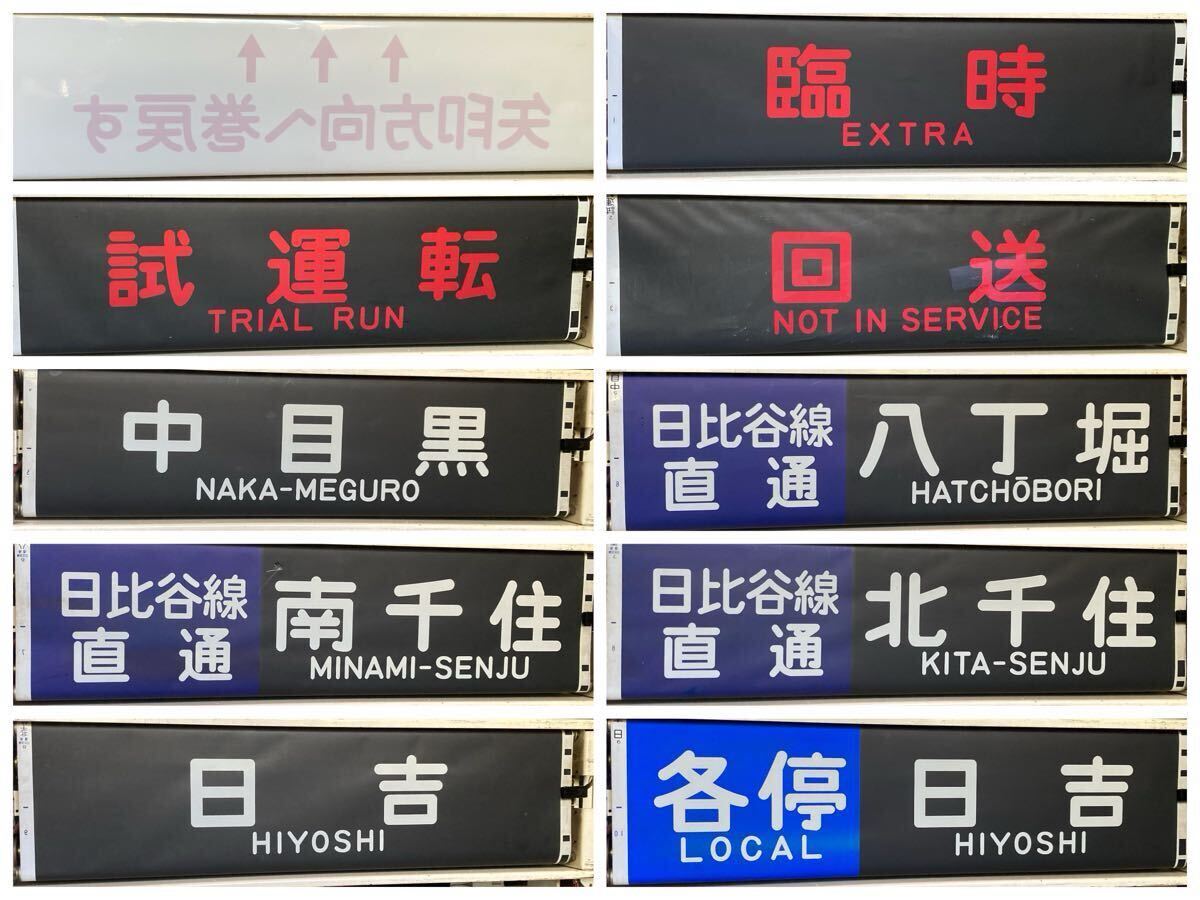 矢印方向へ巻戻す
臨時
EXTRA
試運転
TRIAL RUN
回送
NOT IN SERVICE
中目黒
NAKA-MEGURO
日比谷線
直通
八丁堀
HATCHŌBORI
日比谷線
直通
南千住
MINAMI-SENJU
日比谷線
直通
北千住
KITA-SENJU
日吉
HIYOSHI
各停
LOCAL
日吉
HIYOSHI